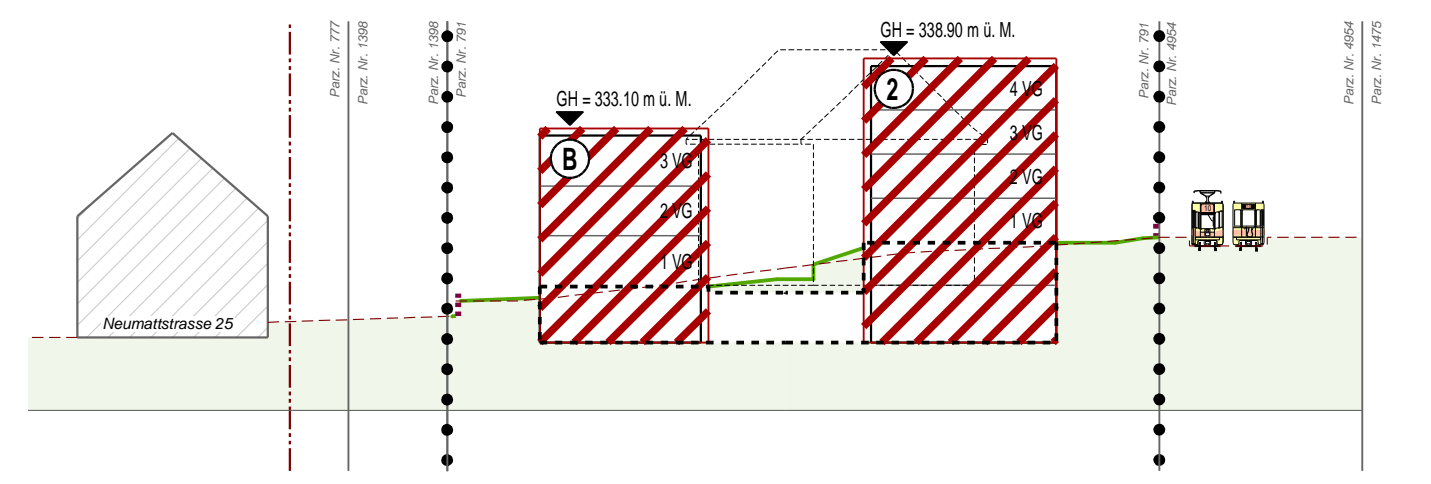 Parz. Nr. 777
Parz. Nr. 1398
Parz. Nr. 1398
Parz. Nr. 791
GH = 333.10 m ü. M.
GH = 338.90 m ü. M.
Parz. Nr. 791
Parz. Nr. 4954
Parz. Nr. 4954
Parz. Nr. 1475
B
3 VG
2 VG
1 VG
2
4 VG
3 VG
2 VG
1 VG
10
Neumattstrasse 25